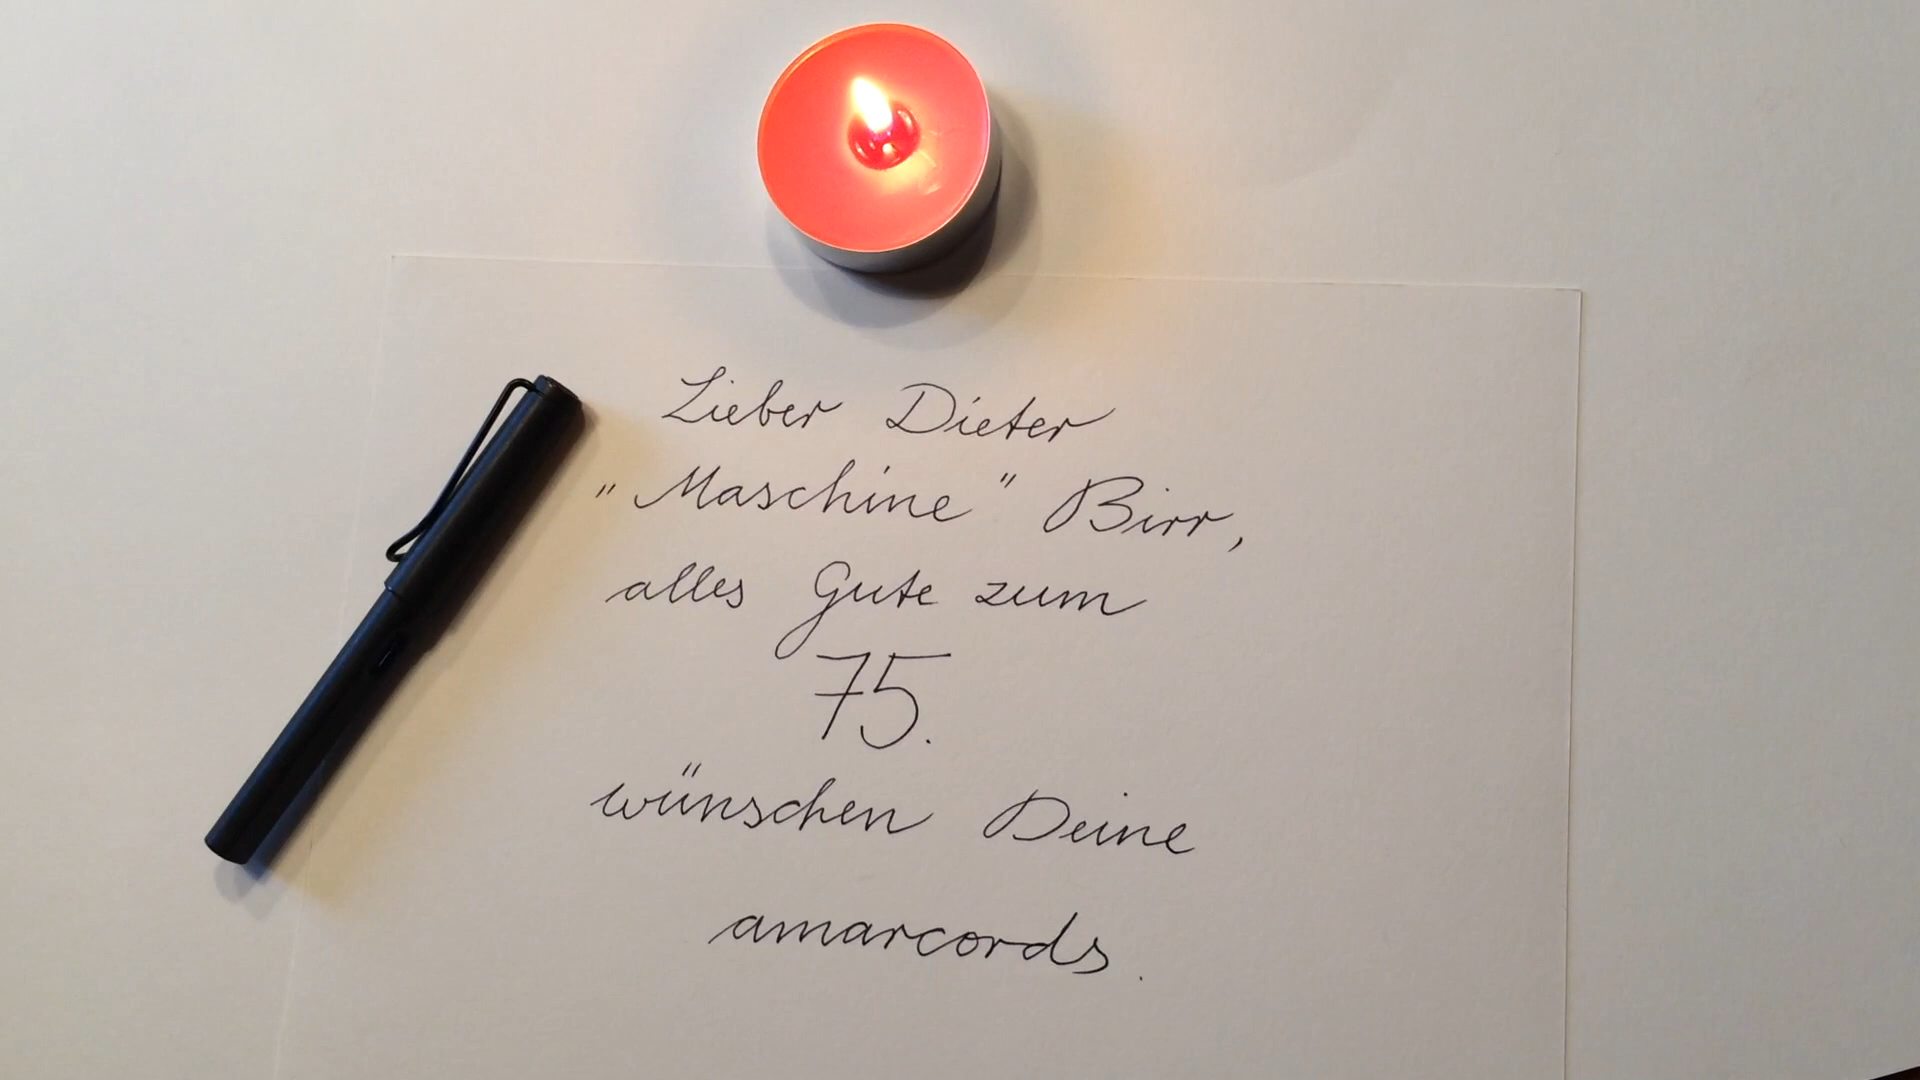 Lieber Dieter
"Maschine" Birr,
alles Gute zum
75.
wünschen Deine
amarcords.